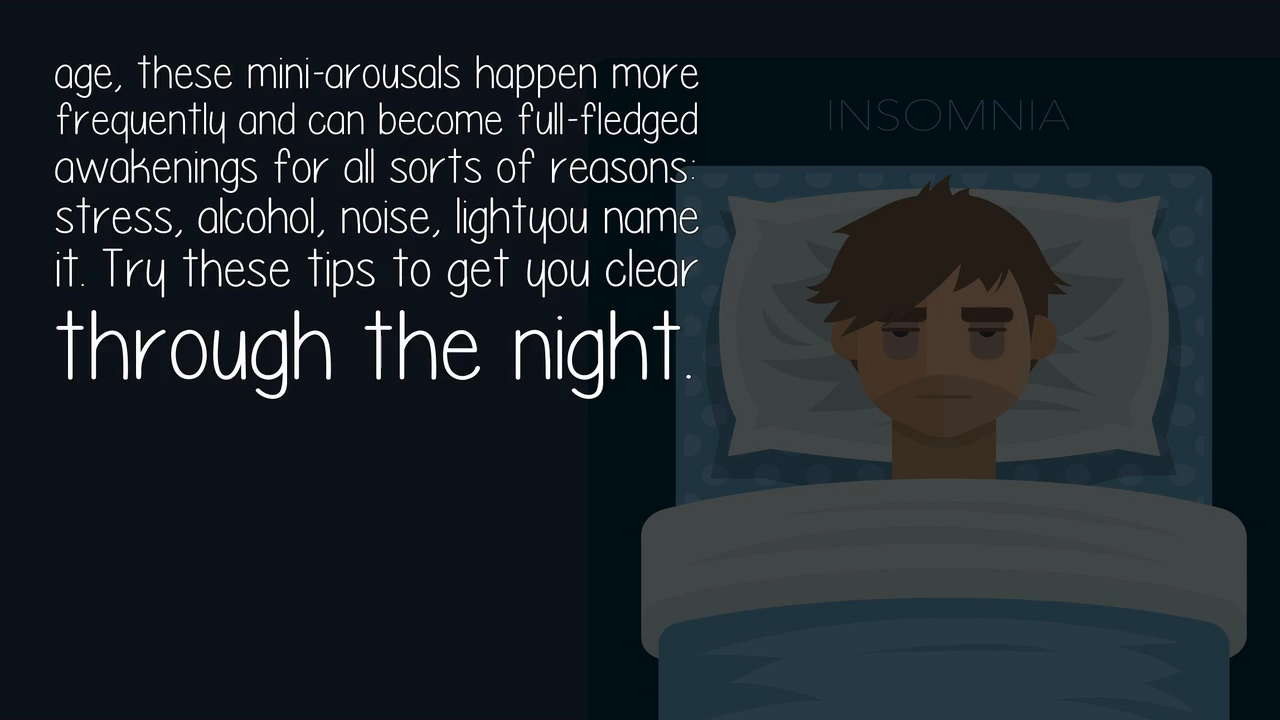 age, these mini-arousals happen more
frequently and can become full-fledged
awakenings for all sorts of reasons:
stress, alcohol, noise, lightyou name
it. Try these tips to get you clear
through the night.
INSOMNIA